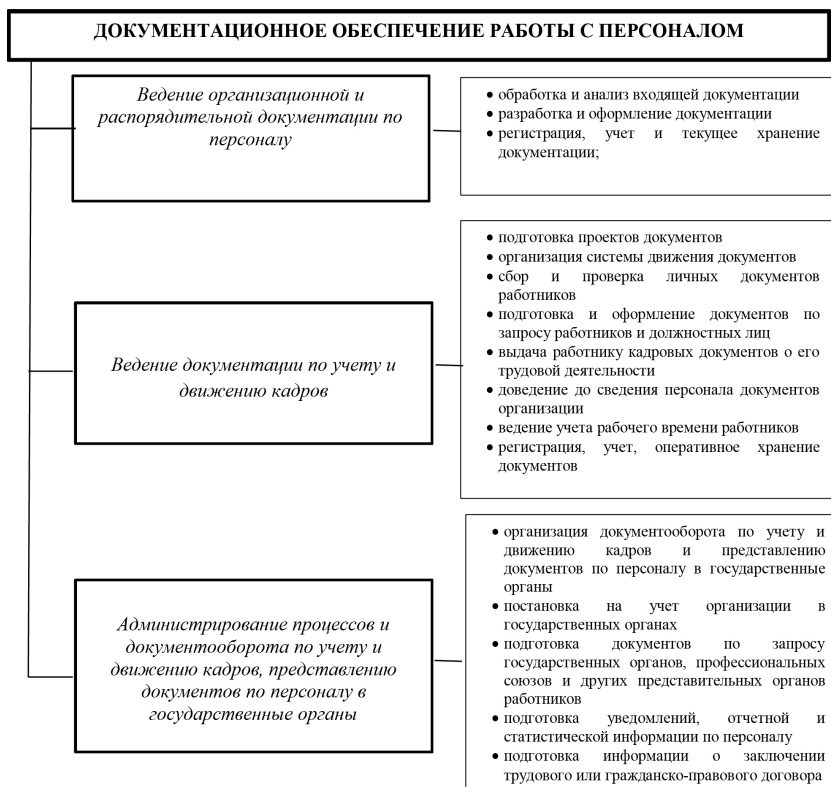 ДОКУМЕНТАЦИОННОЕ ОБЕСПЕЧЕНИЕ РАБОТЫ С ПЕРСОНАЛОМ
Ведение организационной и
распорядительной документации по
персоналу
• обработка и анализ входящей документации
• разработка и оформление документации
• регистрация, учет и текущее хранение
документации;
Ведение документации по учету и
движению кадров
• подготовка проектов документов
• организация системы движения документов
• сбор и проверка личных документов
работников
• подготовка и оформление документов по
запросу работников и должностных лиц
• выдача работнику кадровых документов о его
трудовой деятельности
• доведение до сведения персонала документов
организации
• ведение учета рабочего времени работников
• регистрация, учет, оперативное хранение
документов
Администрирование процессов и
документооборота по учету и
движению кадров, представлению
документов по персоналу в
государственные органы
• организация документооборота по учету и
движению кадров и представлению
документов по персоналу в государственные
органы
• постановка на учет организации в
государственных органах
• подготовка документов по запросу
государственных органов, профессиональных
союзов и других представительных органов
работников
• подготовка уведомлений, отчетной и
статистической информации по персоналу
• подготовка информации о заключении
трудового или гражданско-правового договора